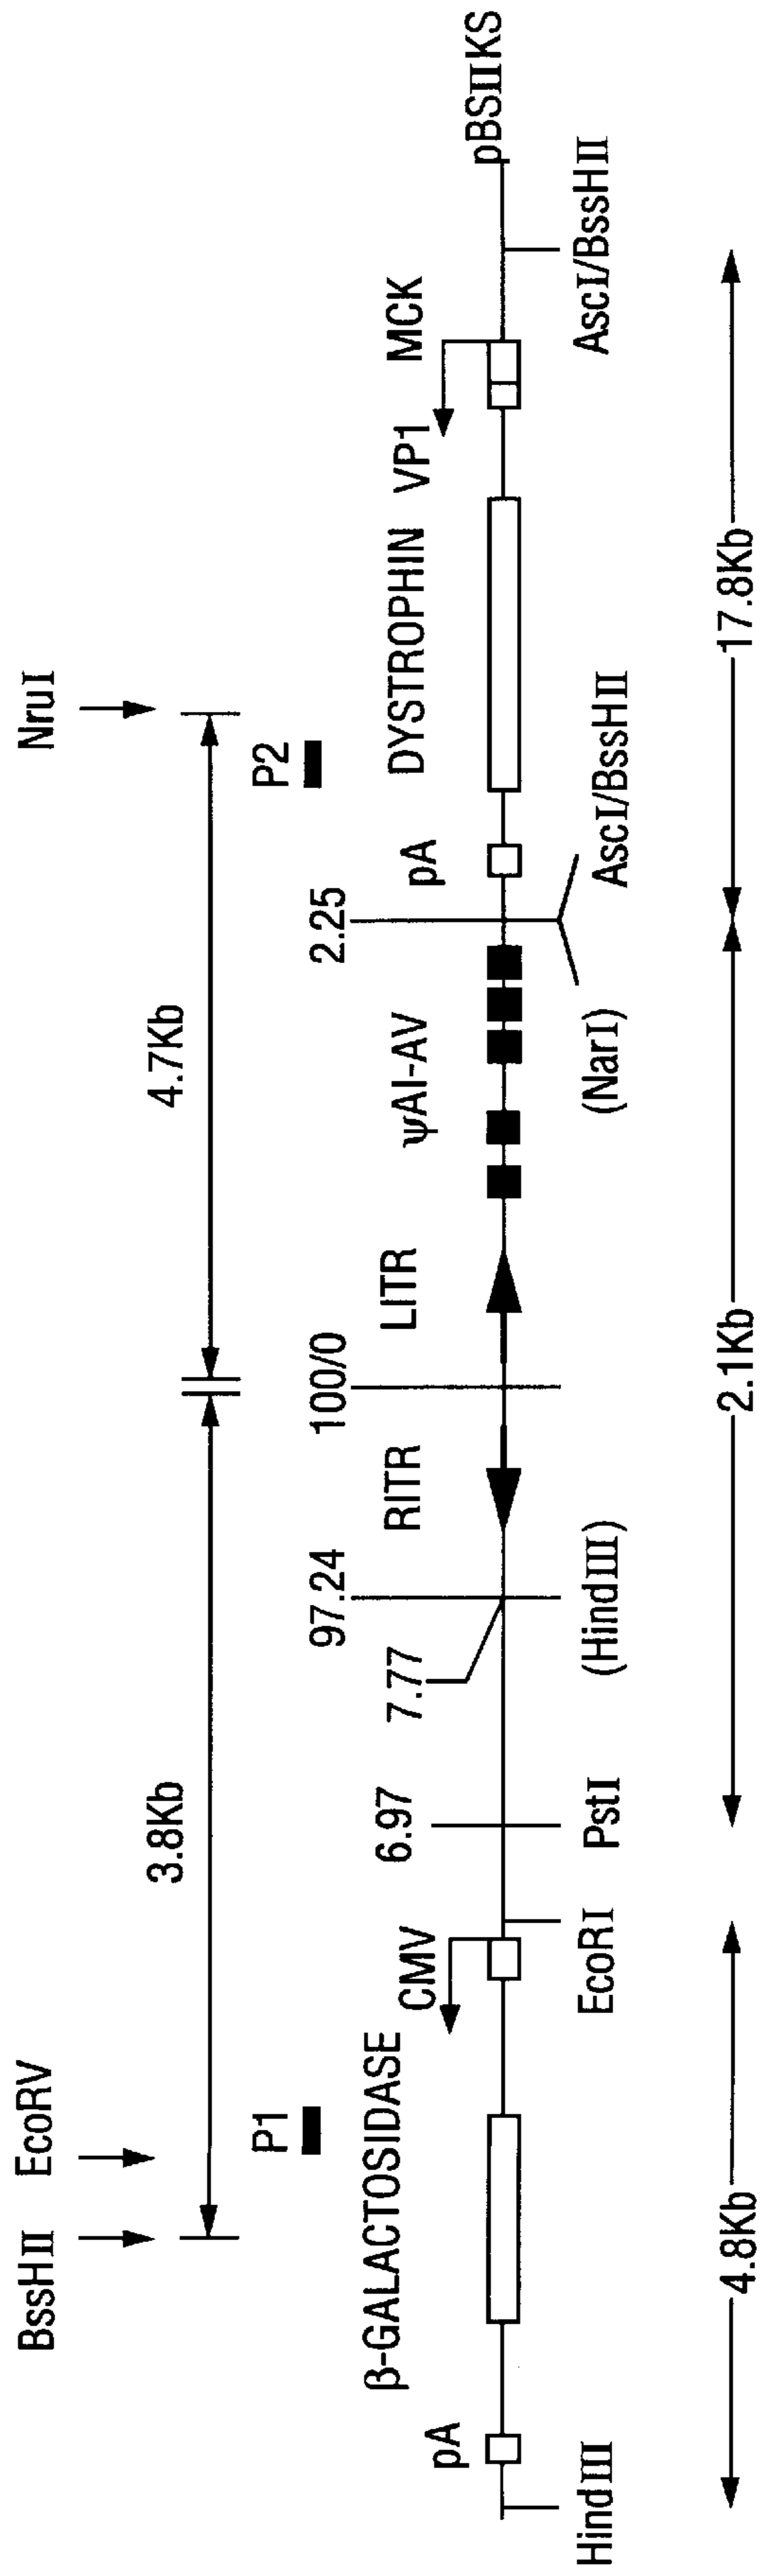 BssHII
EcoRV
NruI
3.8Kb
4.7Kb
P1
P2
97.24
100/0
2.25
β-GALACTOSIDASE
CMV
6.97
7.77
RITR
LITR
ψAI-AV
pA
DYSTROPHIN
VP1
MCK
pA
pBSIIKS
HindIII
EcoRI
PstI
(HindIII)
(NarI)
AscI/BssHII
AscI/BssHII
4.8Kb
2.1Kb
17.8Kb